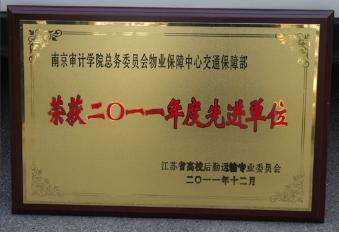 南京审计学院总务委员会物业保障中心交通保障部
荣获二〇一一年度先进单位
江苏省高校后勤运输专业委员会
二〇一一年十二月